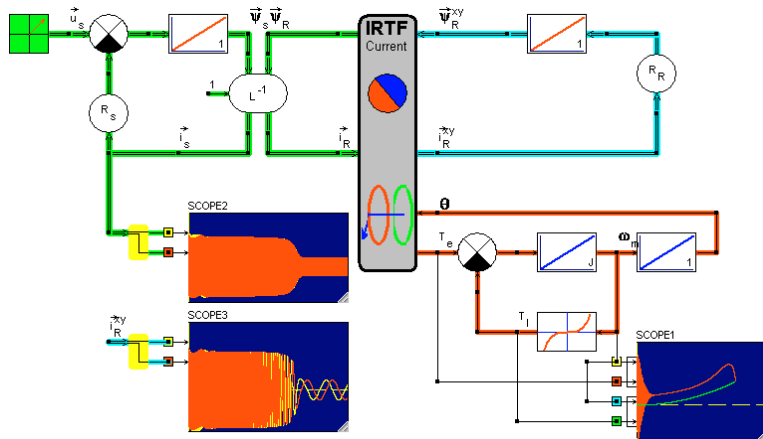 u_s
ψ_s ψ_R
IRTF
Current
ψ_R^xy
1
1
R_R
1
L^-1
R_s
i_s
i_R
i_R^xy
SCOPE2
θ
T_e
ω_m
J
1
SCOPE3
i_R^xy
T_l
SCOPE1